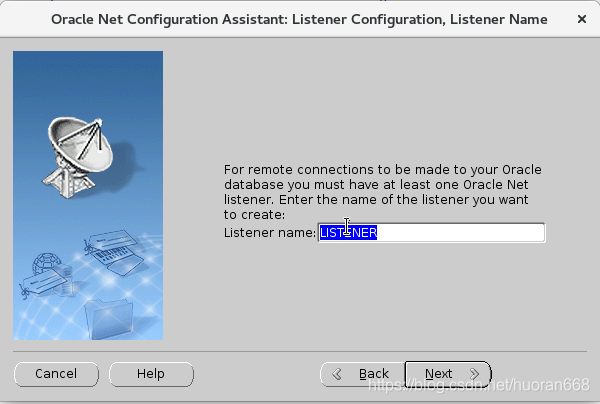 Oracle Net Configuration Assistant: Listener Configuration, Listener Name
For remote connections to be made to your Oracle
database you must have at least one Oracle Net
listener. Enter the name of the listener you want
to create:
Listener name: LISTENER
Cancel Help Back Next
https://blog.csdn.net/huoran668